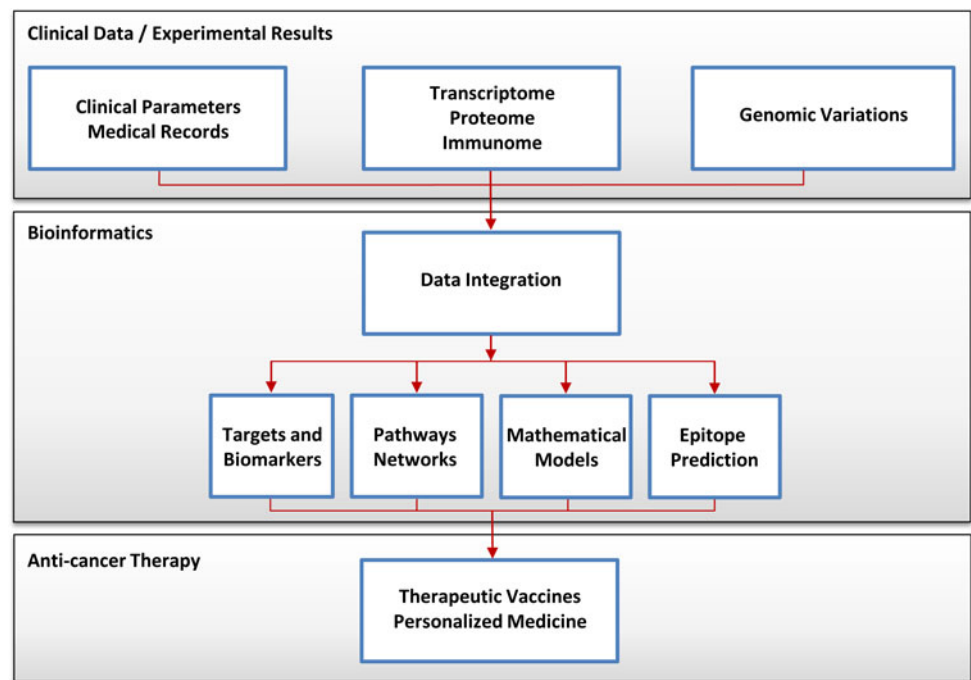 Clinical Data / Experimental Results
Clinical Parameters
Medical Records
Transcriptome
Proteome
Immunome
Genomic Variations
Bioinformatics
Data Integration
Targets and
Biomarkers
Pathways
Networks
Mathematical
Models
Epitope
Prediction
Anti-cancer Therapy
Therapeutic Vaccines
Personalized Medicine